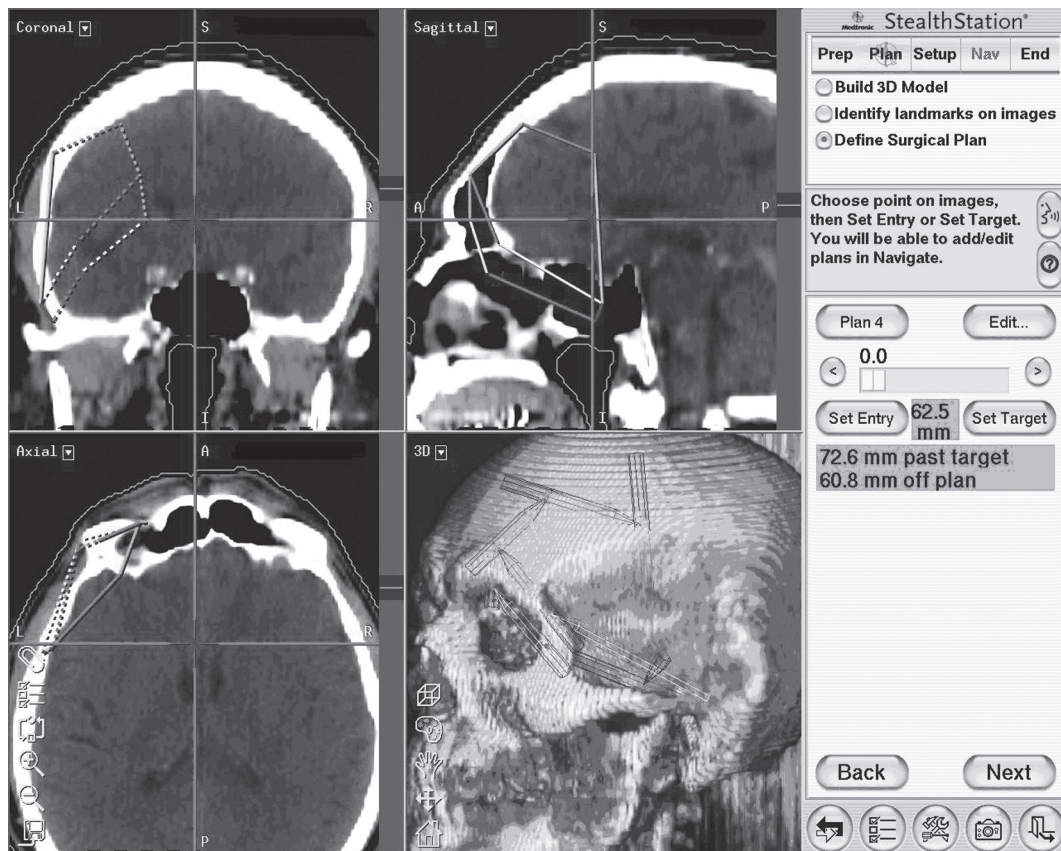 Coronal
S
L
R
I
Sagittal
S
A
P
I
Axial
A
L
R
P
3D
Medtronic
StealthStation®
Prep Plan Setup Nav End
Build 3D Model
Identify landmarks on images
Define Surgical Plan
Choose point on images,
then Set Entry or Set Target.
You will be able to add/edit
plans in Navigate.
?
Plan 4
Edit...
0.0
< >
Set Entry
62.5
mm
Set Target
72.6 mm past target
60.8 mm off plan
Back
Next